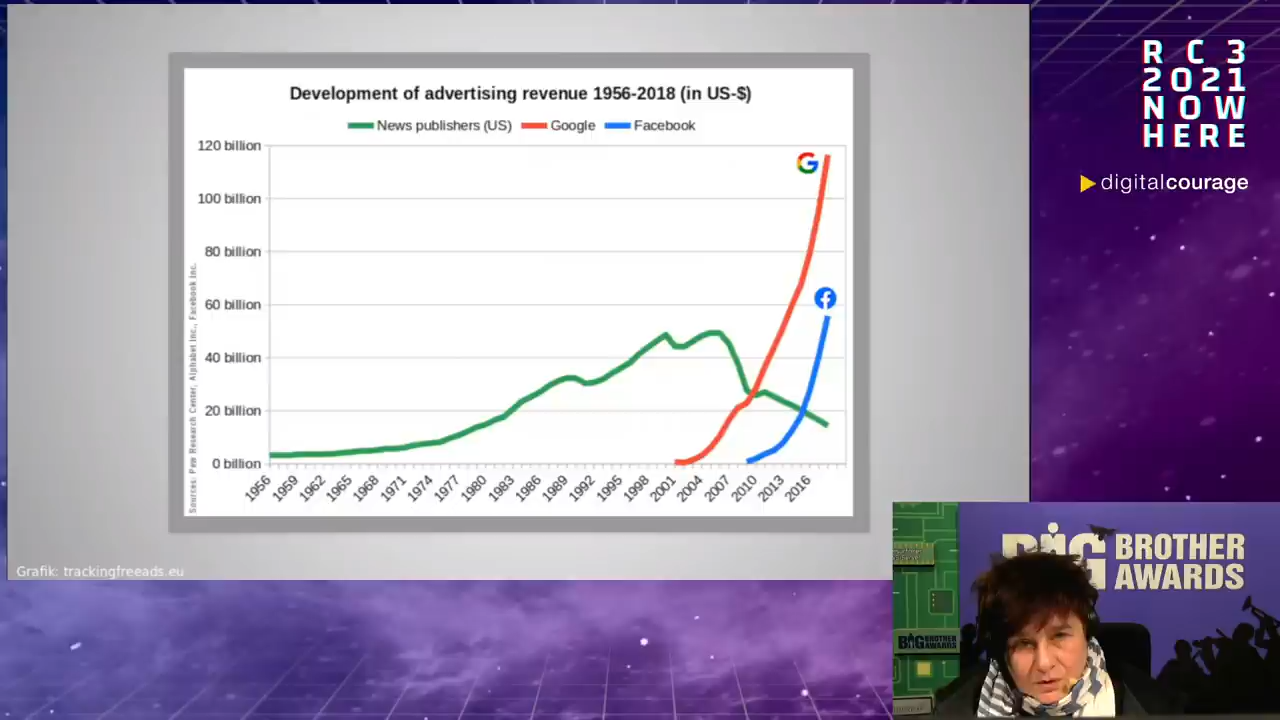 Development of advertising revenue 1956-2018 (in US-$)
News publishers (US) Google Facebook
120 billion
100 billion
80 billion
60 billion
40 billion
20 billion
0 billion
1956 1959 1962 1965 1968 1971 1974 1977 1980 1983 1986 1989 1992 1995 1998 2001 2004 2007 2010 2013 2016
Sources: Pew Research Center, Alphabet Inc., Facebook Inc.
Grafik: trackingfreeads.eu
R C 3
2021
NOW
HERE
digitalcourage
BIG BROTHER
AWARDS
BIG BROTHER
AWARDS